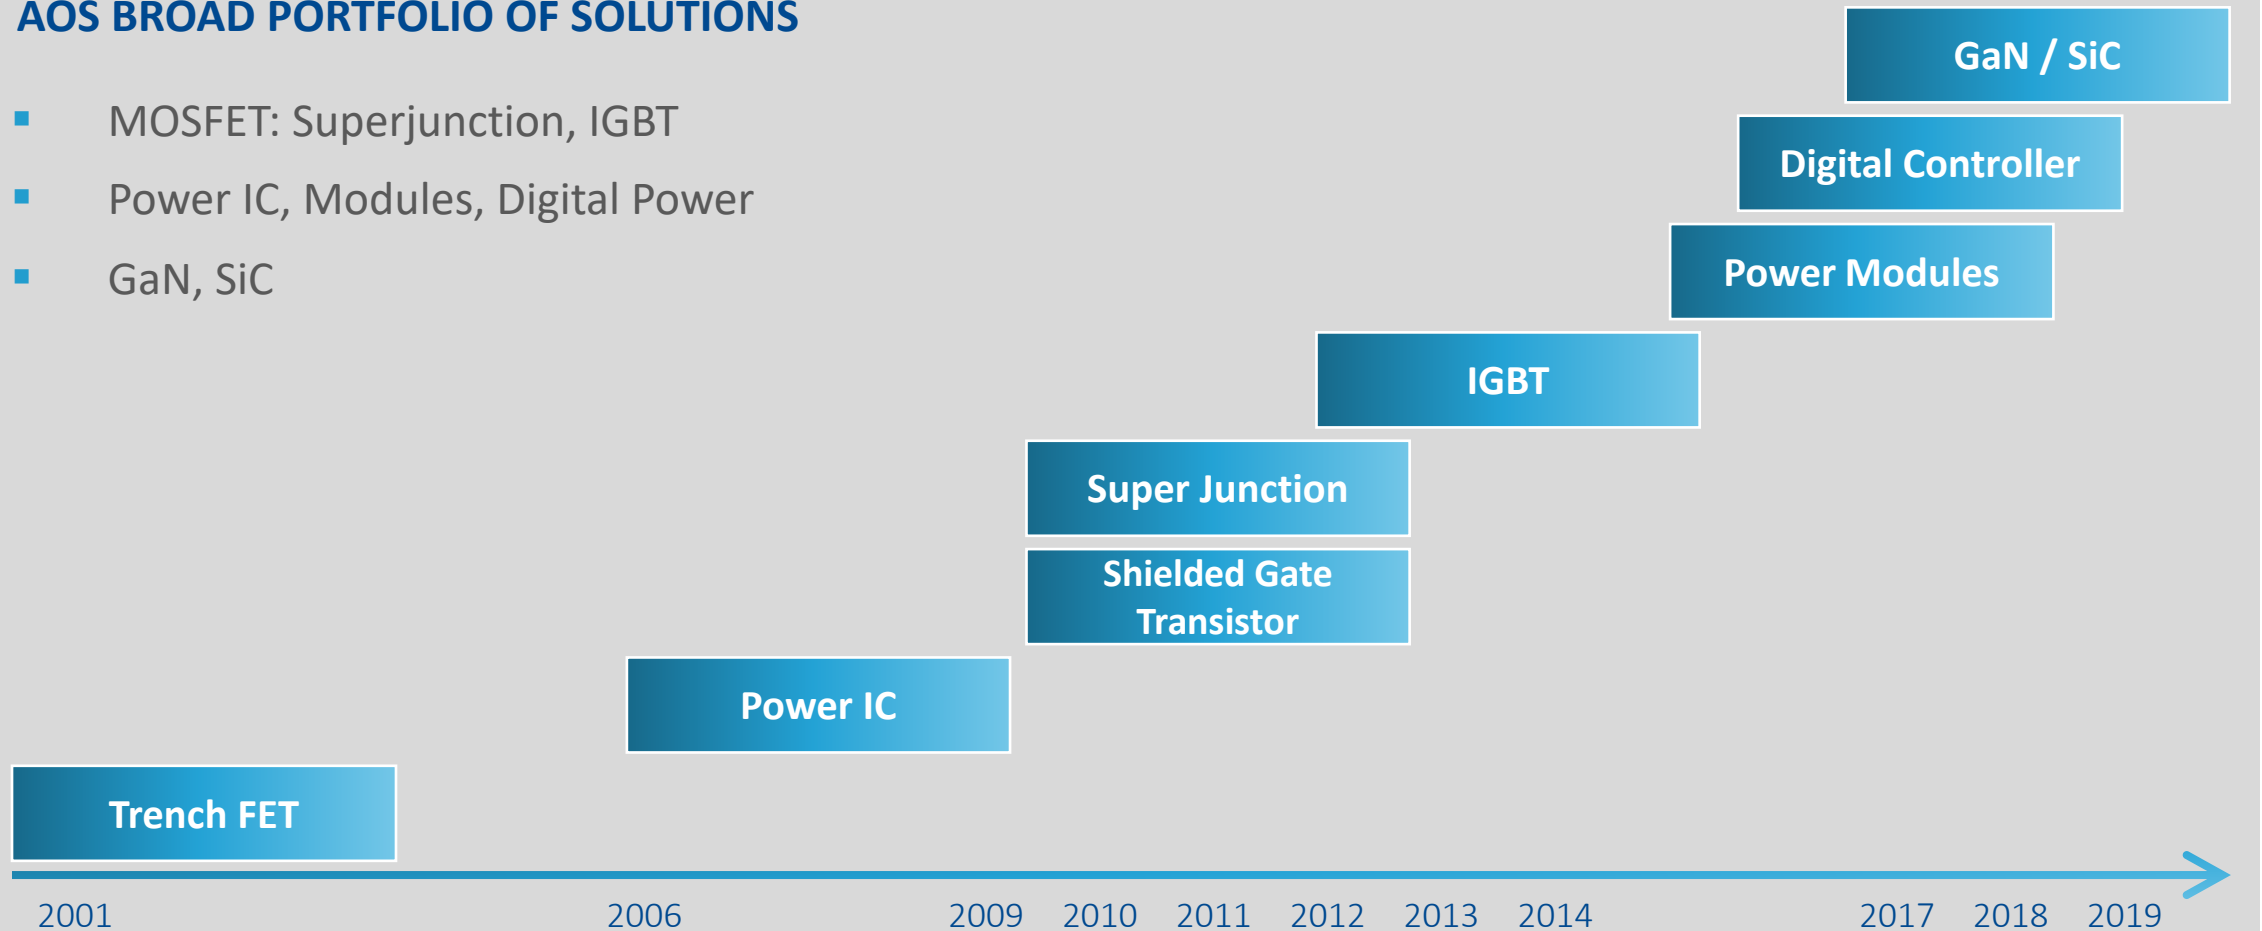 AOS BROAD PORTFOLIO OF SOLUTIONS
▪ MOSFET: Superjunction, IGBT
▪ Power IC, Modules, Digital Power
▪ GaN, SiC
GaN / SiC
Digital Controller
Power Modules
IGBT
Super Junction
Shielded Gate
Transistor
Power IC
Trench FET
2001 2006 2009 2010 2011 2012 2013 2014 2017 2018 2019